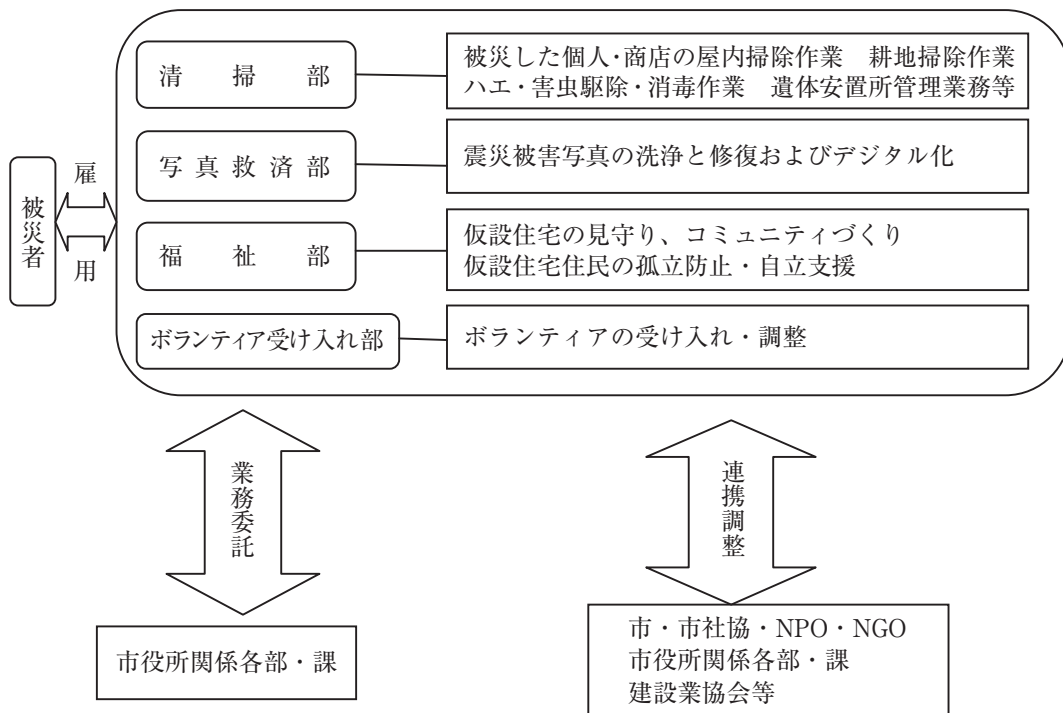 清掃部
被災した個人・商店の屋内掃除作業　耕地掃除作業
ハエ・害虫駆除・消毒作業　遺体安置所管理業務等
写真救済部
震災被害写真の洗浄と修復およびデジタル化
被災者
雇
用
福祉部
仮設住宅の見守り、コミュニティづくり
仮設住宅住民の孤立防止・自立支援
ボランティア受け入れ部
ボランティアの受け入れ・調整
業務委託
連携調整
市役所関係各部・課
市・市社協・NPO・NGO
市役所関係各部・課
建設業協会等